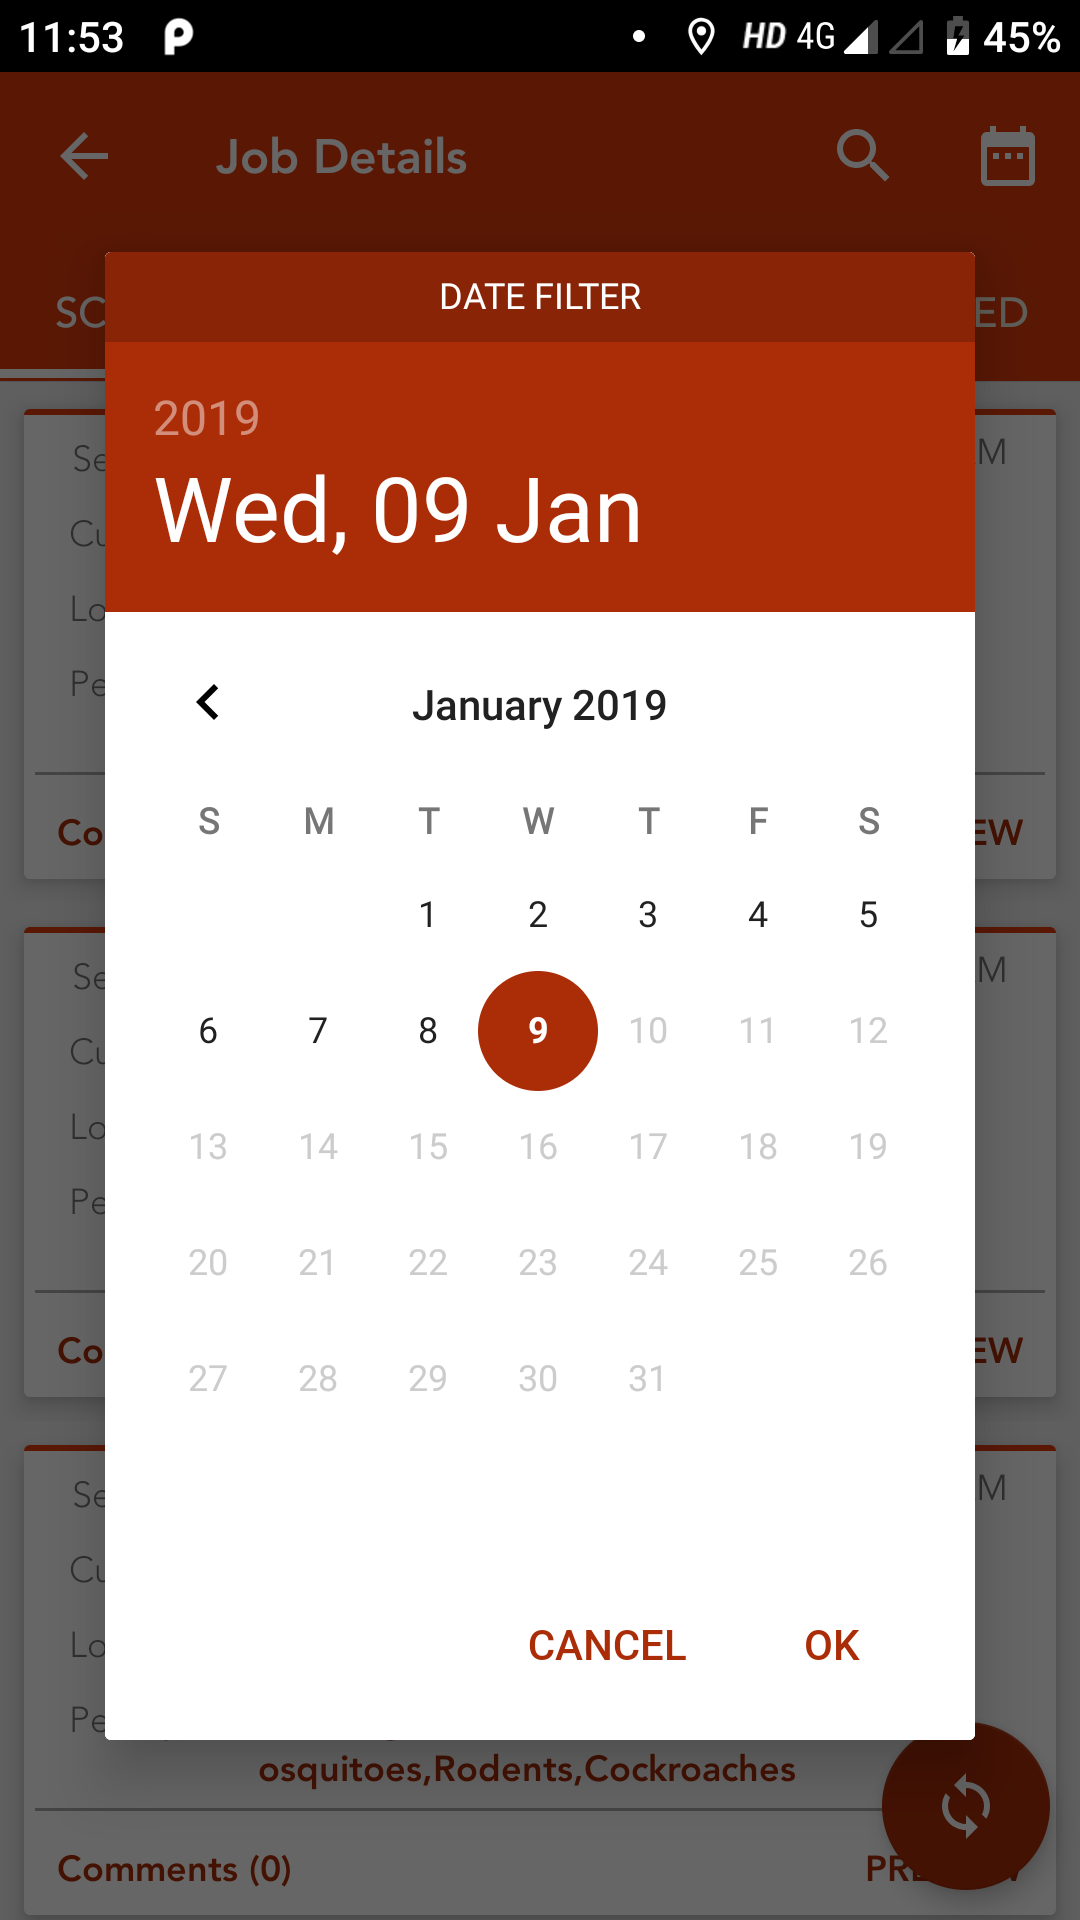 11:53 HD 4G 45%
Job Details
DATE FILTER
2019
Wed, 09 Jan
January 2019
S M T W T F S
1 2 3 4 5
6 7 8 9 10 11 12
13 14 15 16 17 18 19
20 21 22 23 24 25 26
27 28 29 30 31
CANCEL OK
osquitoes,Rodents,Cockroaches
Comments (0)